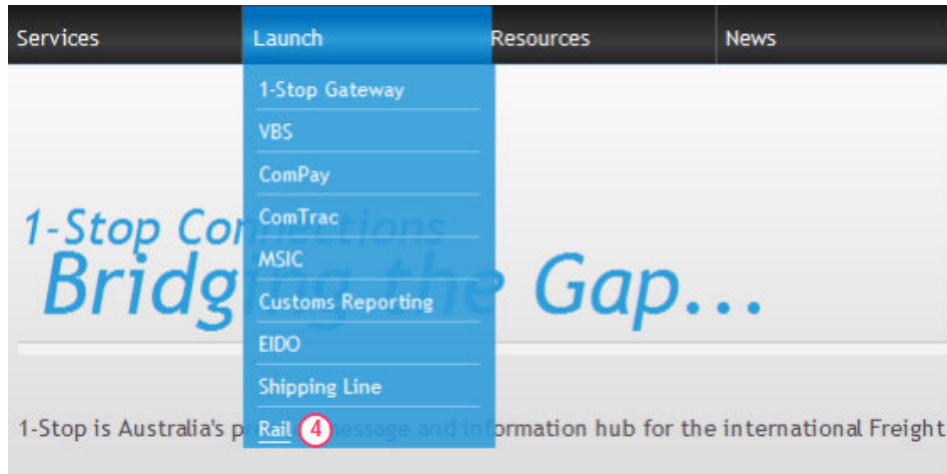 Services Launch Resources News
1-Stop Gateway
VBS
ComPay
ComTrac
1-Stop Connections
MSIC
Bridging the Gap...
Customs Reporting
EIDO
Shipping Line
Rail 4
1-Stop is Australia's message and information hub for the international Freight